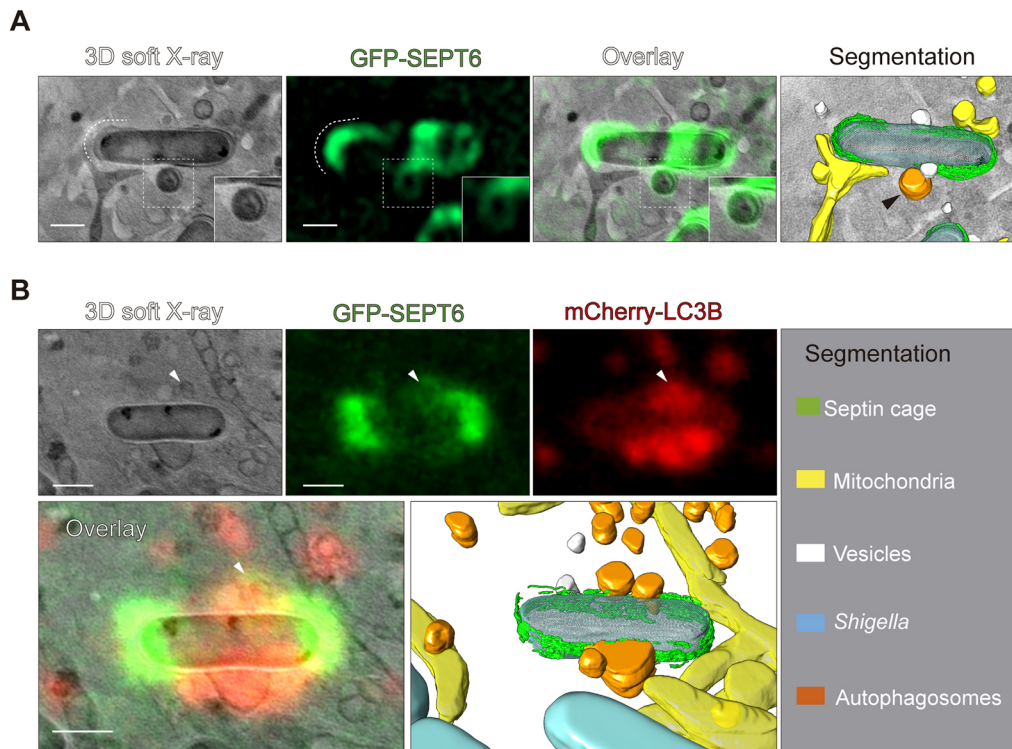 A
3D soft X-ray
GFP-SEPT6
Overlay
Segmentation
B
3D soft X-ray
GFP-SEPT6
mCherry-LC3B
Segmentation
Septin cage
Mitochondria
Vesicles
Shigella
Autophagosomes
Overlay